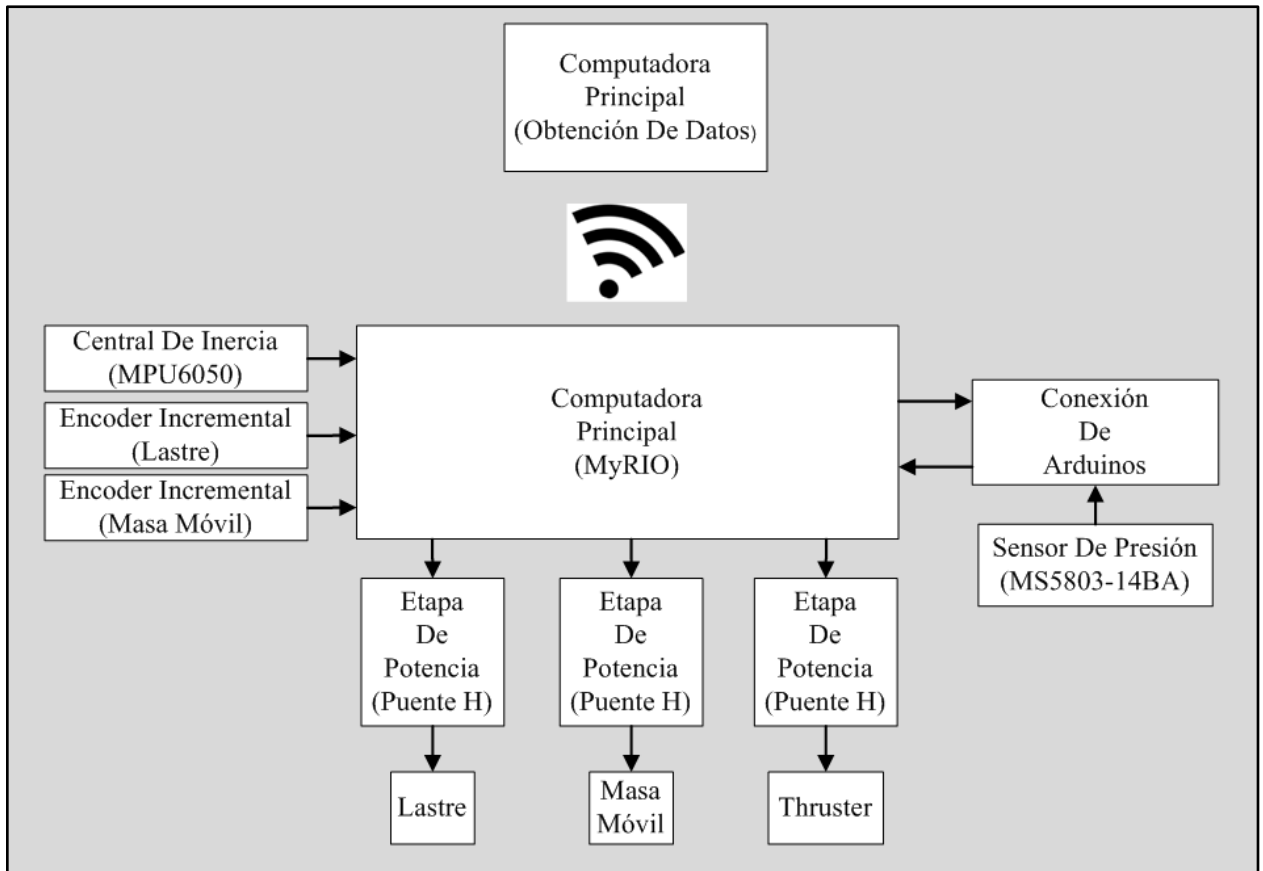 Computadora
Principal
(Obtención De Datos)
Central De Inercia
(MPU6050)
Encoder Incremental
(Lastre)
Encoder Incremental
(Masa Móvil)
Computadora
Principal
(MyRIO)
Conexión
De
Arduinos
Sensor De Presión
(MS5803-14BA)
Etapa
De
Potencia
(Puente H)
Etapa
De
Potencia
(Puente H)
Etapa
De
Potencia
(Puente H)
Lastre
Masa
Móvil
Thruster